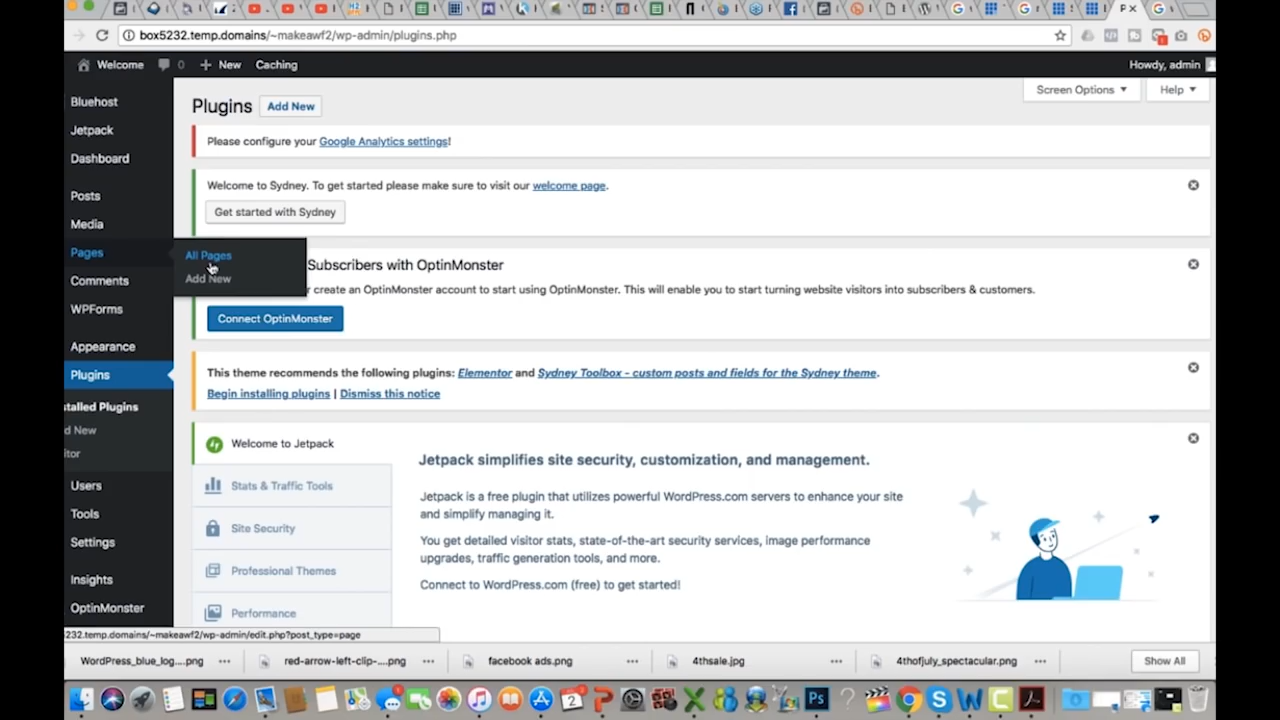 P
box5232.temp.domains/~makeawf2/wp-admin/plugins.php
Welcome 0 New Caching Howdy, admin
Bluehost
Jetpack
Dashboard
Posts
Media
Pages
All Pages
Add New
Comments
WPForms
Appearance
Plugins
stalled Plugins
d New
itor
Users
Tools
Settings
Insights
OptinMonster
Plugins Add New
Screen Options Help
Please configure your Google Analytics settings!
Welcome to Sydney. To get started please make sure to visit our welcome page.
Get started with Sydney
Subscribers with OptinMonster
r create an OptinMonster account to start using OptinMonster. This will enable you to start turning website visitors into subscribers & customers.
Connect OptinMonster
This theme recommends the following plugins: Elementor and Sydney Toolbox - custom posts and fields for the Sydney theme.
Begin installing plugins | Dismiss this notice
Welcome to Jetpack
Stats & Traffic Tools
Site Security
Professional Themes
Performance
Jetpack simplifies site security, customization, and management.
Jetpack is a free plugin that utilizes powerful WordPress.com servers to enhance your site
and simplify managing it.
You get detailed visitor stats, state-of-the-art security services, image performance
upgrades, traffic generation tools, and more.
Connect to WordPress.com (free) to get started!
5232.temp.domains/~makeawf2/wp-admin/edit.php?post_type=page
WordPress_blue_log....png
red-arrow-left-clip-....png
facebook ads.png
4thsale.jpg
4thofjuly_spectacular.png
Show All